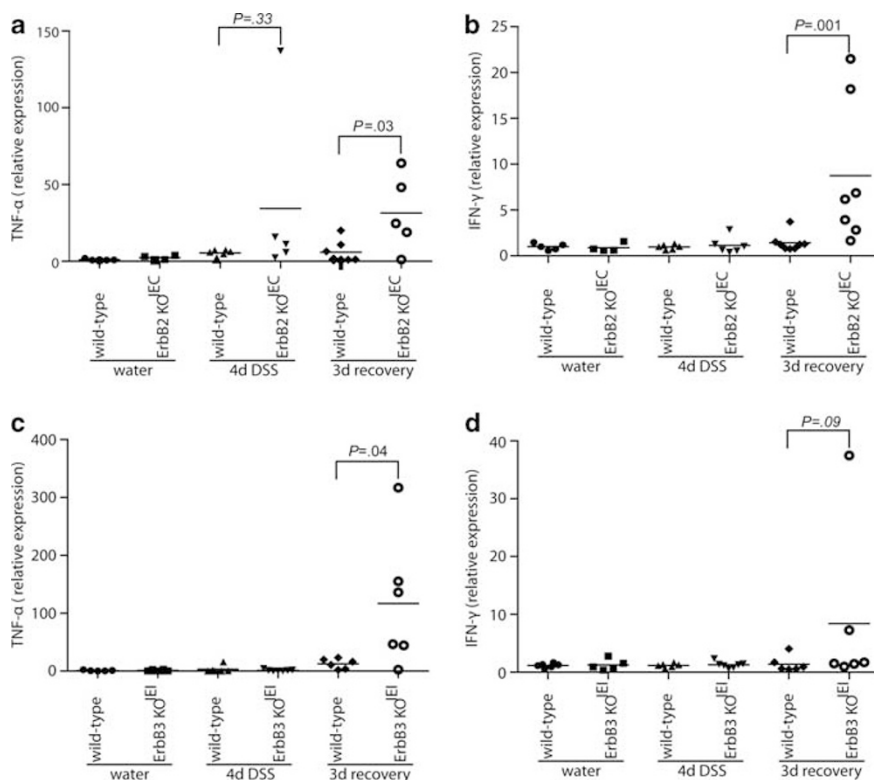 a
P=.33
P=.03
TNF-α ( relative expression)
150
100
50
0
wild-type
ErbB2 KO IEC
wild-type
ErbB2 KO IEC
wild-type
ErbB2 KO IEC
water
4d DSS
3d recovery
b
P=.001
IFN-γ (relative expression)
25
20
15
10
5
0
wild-type
ErbB2 KO IEC
wild-type
ErbB2 KO IEC
wild-type
ErbB2 KO IEC
water
4d DSS
3d recovery
c
P=.04
TNF-α ( relative expression)
400
300
200
100
0
wild-type
ErbB3 KO IEI
wild-type
ErbB3 KO IEI
wild-type
ErbB3 KO IEI
water
4d DSS
3d recovery
d
P=.09
IFN-γ (relative expression)
40
30
20
10
0
wild-type
ErbB3 KO IEI
wild-type
ErbB3 KO IEI
wild-type
ErbB3 KO IEI
water
4d DSS
3d recovery